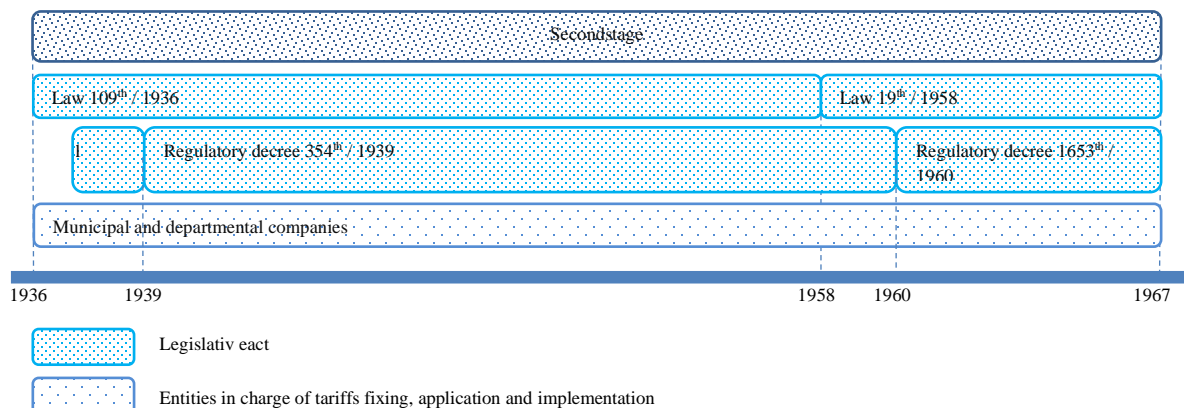 Secondstage
Law 109th / 1936
Law 19th / 1958
1
Regulatory decree 354th / 1939
Regulatory decree 1653th /
1960
Municipal and departmental companies
1936
1939
1958
1960
1967
Legislativ eact
Entities in charge of tariffs fixing, application and implementation